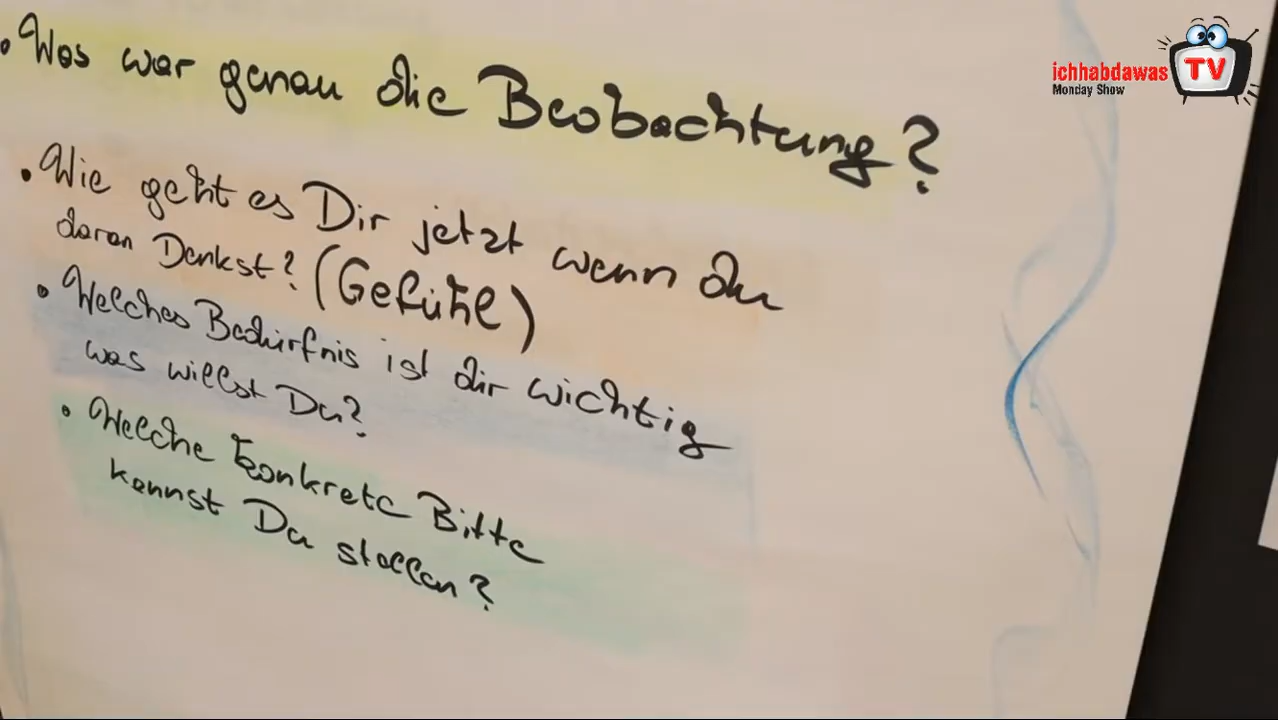 • Was war genau die Beobachtung?
• Wie geht es Dir jetzt wenn du
daran Denkst? (Gefühl)
• Welches Bedürfnis ist dir wichtig
was willst Du?
• Welche konkrete Bitte
kannst Du stellen?
ichhabdawas
Monday Show
TV